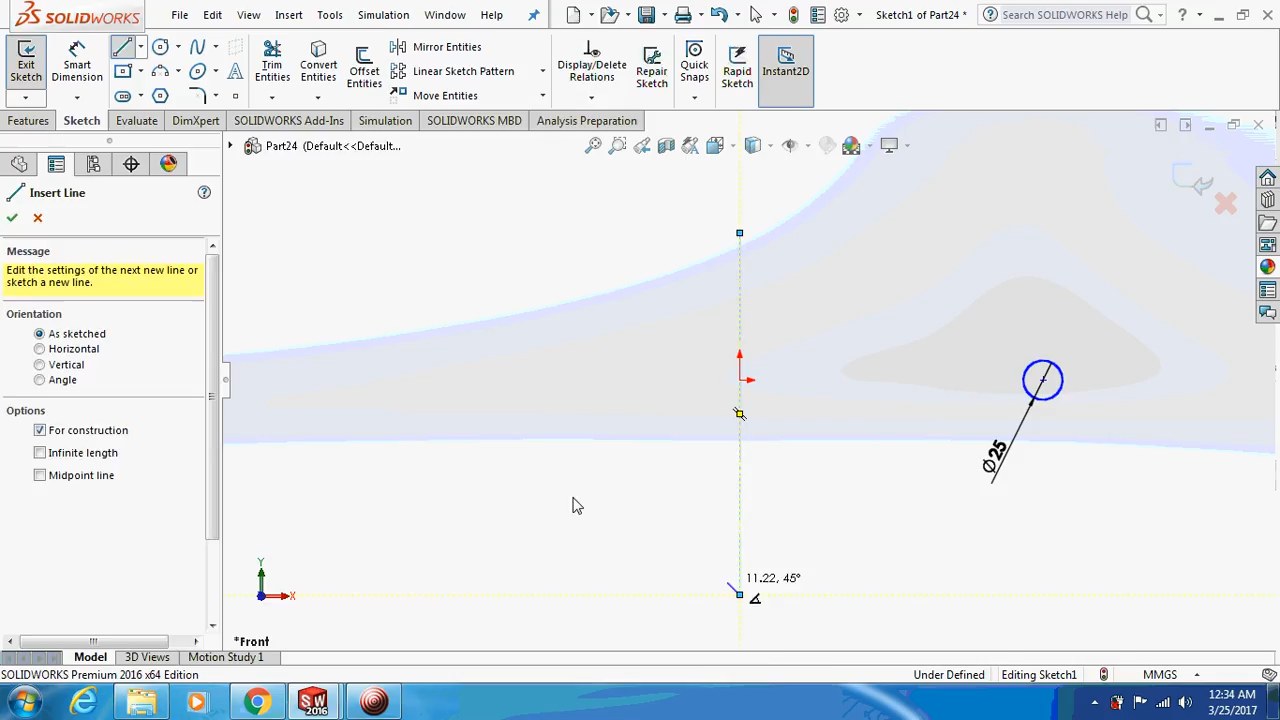 SOLIDWORKS File Edit View Insert Tools Simulation Window Help Sketch1 of Part24 * Search SOLIDWORKS Help
Exit Sketch
Smart Dimension
Trim Entities
Convert Entities
Offset Entities
Mirror Entities
Linear Sketch Pattern
Move Entities
Display/Delete Relations
Repair Sketch
Quick Snaps
Rapid Sketch
Instant2D
Features Sketch Evaluate DimXpert SOLIDWORKS Add-Ins Simulation SOLIDWORKS MBD Analysis Preparation
Part24 (Default<<Default...
Insert Line
Message
Edit the settings of the next new line or
sketch a new line.
Orientation
As sketched
Horizontal
Vertical
Angle
Options
For construction
Infinite length
Midpoint line
Ø25
11.22, 45°
Y
X
*Front
Model 3D Views Motion Study 1
SOLIDWORKS Premium 2016 x64 Edition Under Defined Editing Sketch1 MMGS
SW
2016
12:34 AM
3/25/2017